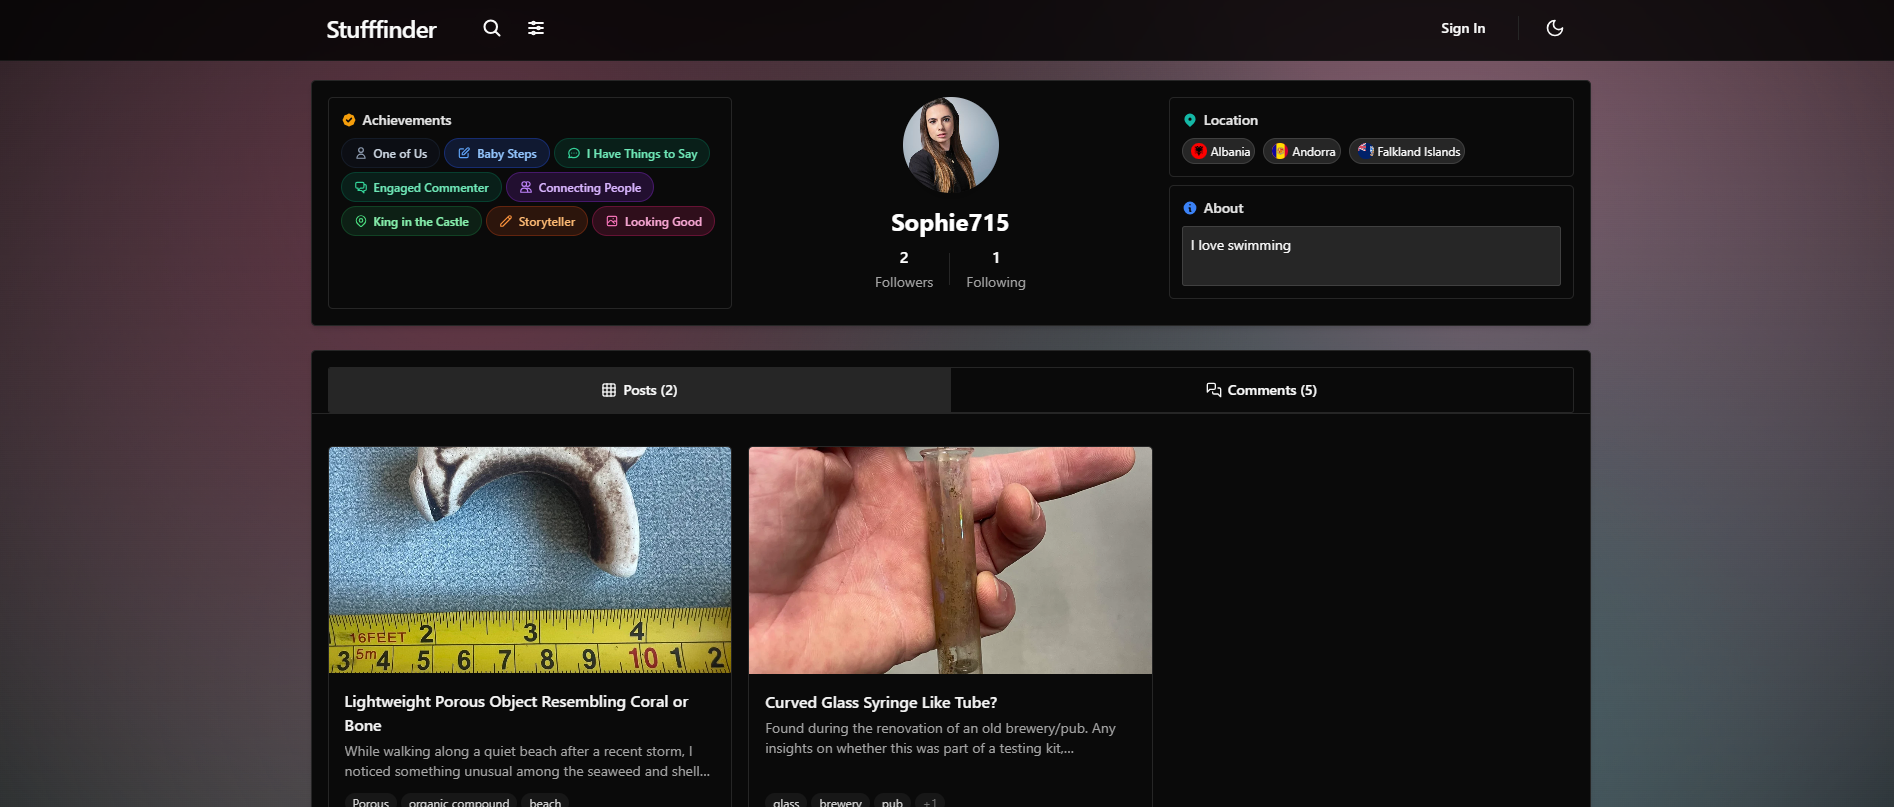 Stufffinder
Sign In
Achievements
One of Us
Baby Steps
I Have Things to Say
Engaged Commenter
Connecting People
King in the Castle
Storyteller
Looking Good
Sophie715
2
Followers
1
Following
Location
Albania
Andorra
Falkland Islands
About
I love swimming
Posts (2)
Comments (5)
16FEET 2 3 4
3 5m 4 5 6 7 8 9 10 1 2
Lightweight Porous Object Resembling Coral or
Bone
While walking along a quiet beach after a recent storm, I
noticed something unusual among the seaweed and shell...
Porous
organic compound
beach
Curved Glass Syringe Like Tube?
Found during the renovation of an old brewery/pub. Any
insights on whether this was part of a testing kit,...
glass
brewery
pub
+1